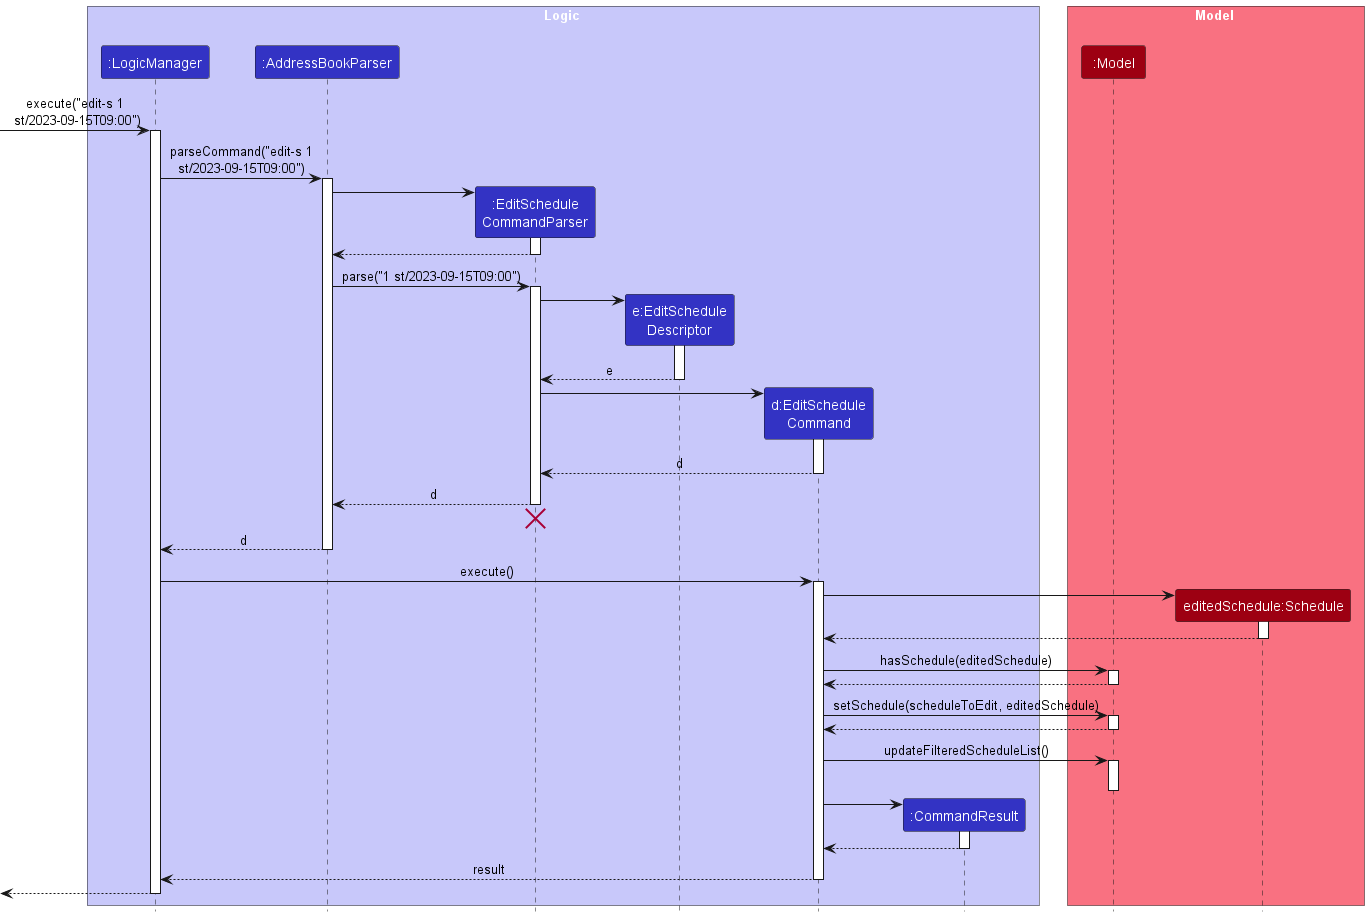 Logic
Model
:LogicManager
:AddressBookParser
:Model
execute("edit-s 1
st/2023-09-15T09:00")
parseCommand("edit-s 1
st/2023-09-15T09:00")
:EditSchedule
CommandParser
parse("1 st/2023-09-15T09:00")
e:EditSchedule
Descriptor
e
d:EditSchedule
Command
d
d
d
execute()
editedSchedule:Schedule
hasSchedule(editedSchedule)
setSchedule(scheduleToEdit, editedSchedule)
updateFilteredScheduleList()
:CommandResult
result